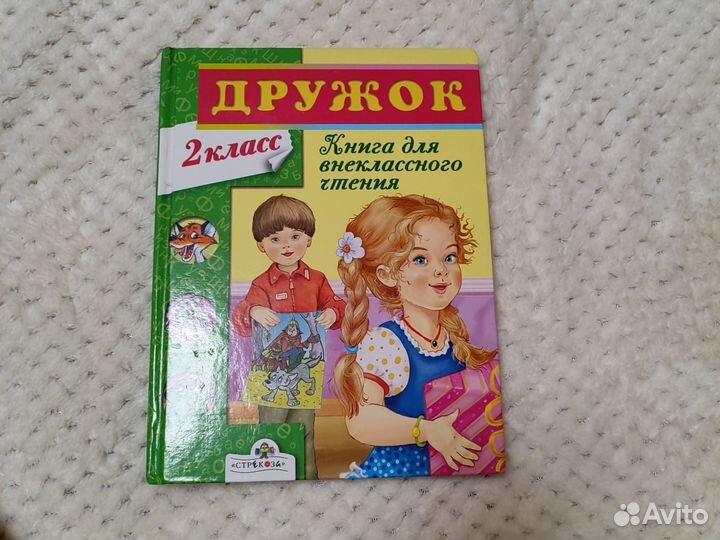 ДРУЖОК
2 класс
Книга для
внеклассного
чтения
«СТРЕКОЗА»
Avito